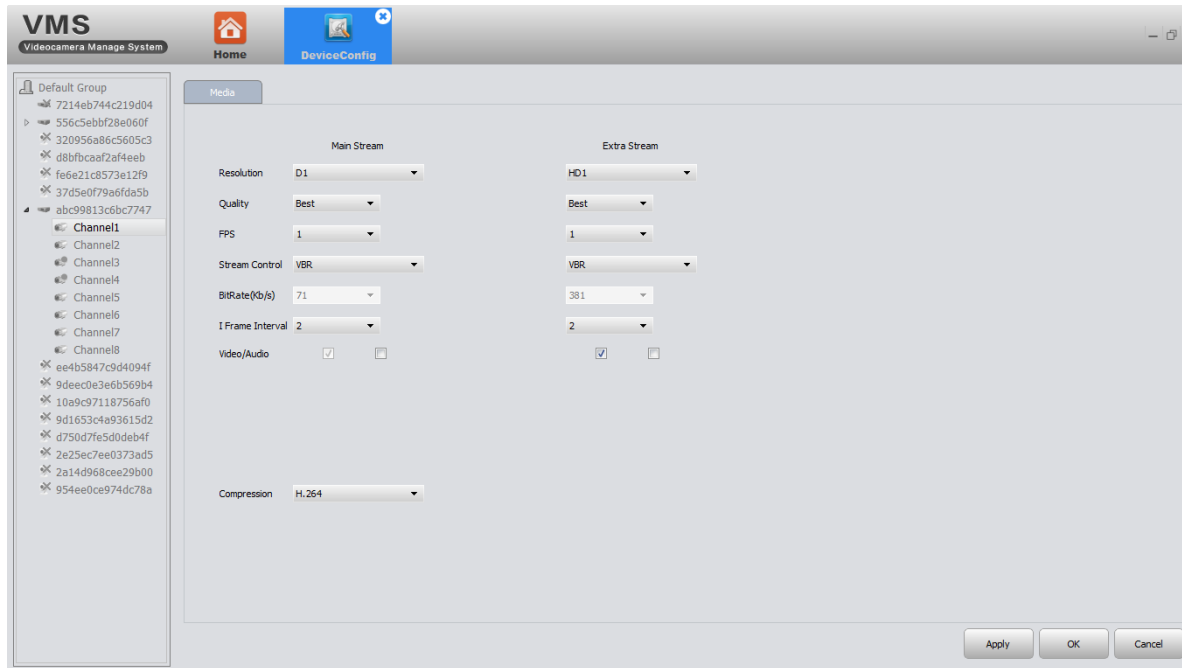 VMS
Videocamera Manage System
Home
DeviceConfig
Default Group
7214eb744c219d04
556c5ebbf28e060f
320956a86c5605c3
d8bfbcaaf2af4eeb
fe6e21c8573e12f9
37d5e0f79a6fda5b
abc99813c6bc7747
Channel1
Channel2
Channel3
Channel4
Channel5
Channel6
Channel7
Channel8
ee4b5847c9d4094f
9deec0e3e6b569b4
10a9c97118756af0
9d1653c4a93615d2
d750d7fe5d0deb4f
2e25ec7ee0373ad5
2a14d968cee29b00
954ee0ce974dc78a
Media
Main Stream Extra Stream
Resolution D1 HD1
Quality Best Best
FPS 1 1
Stream Control VBR VBR
BitRate(Kb/s) 71 381
I Frame Interval 2 2
Video/Audio
Compression H.264
Apply OK Cancel